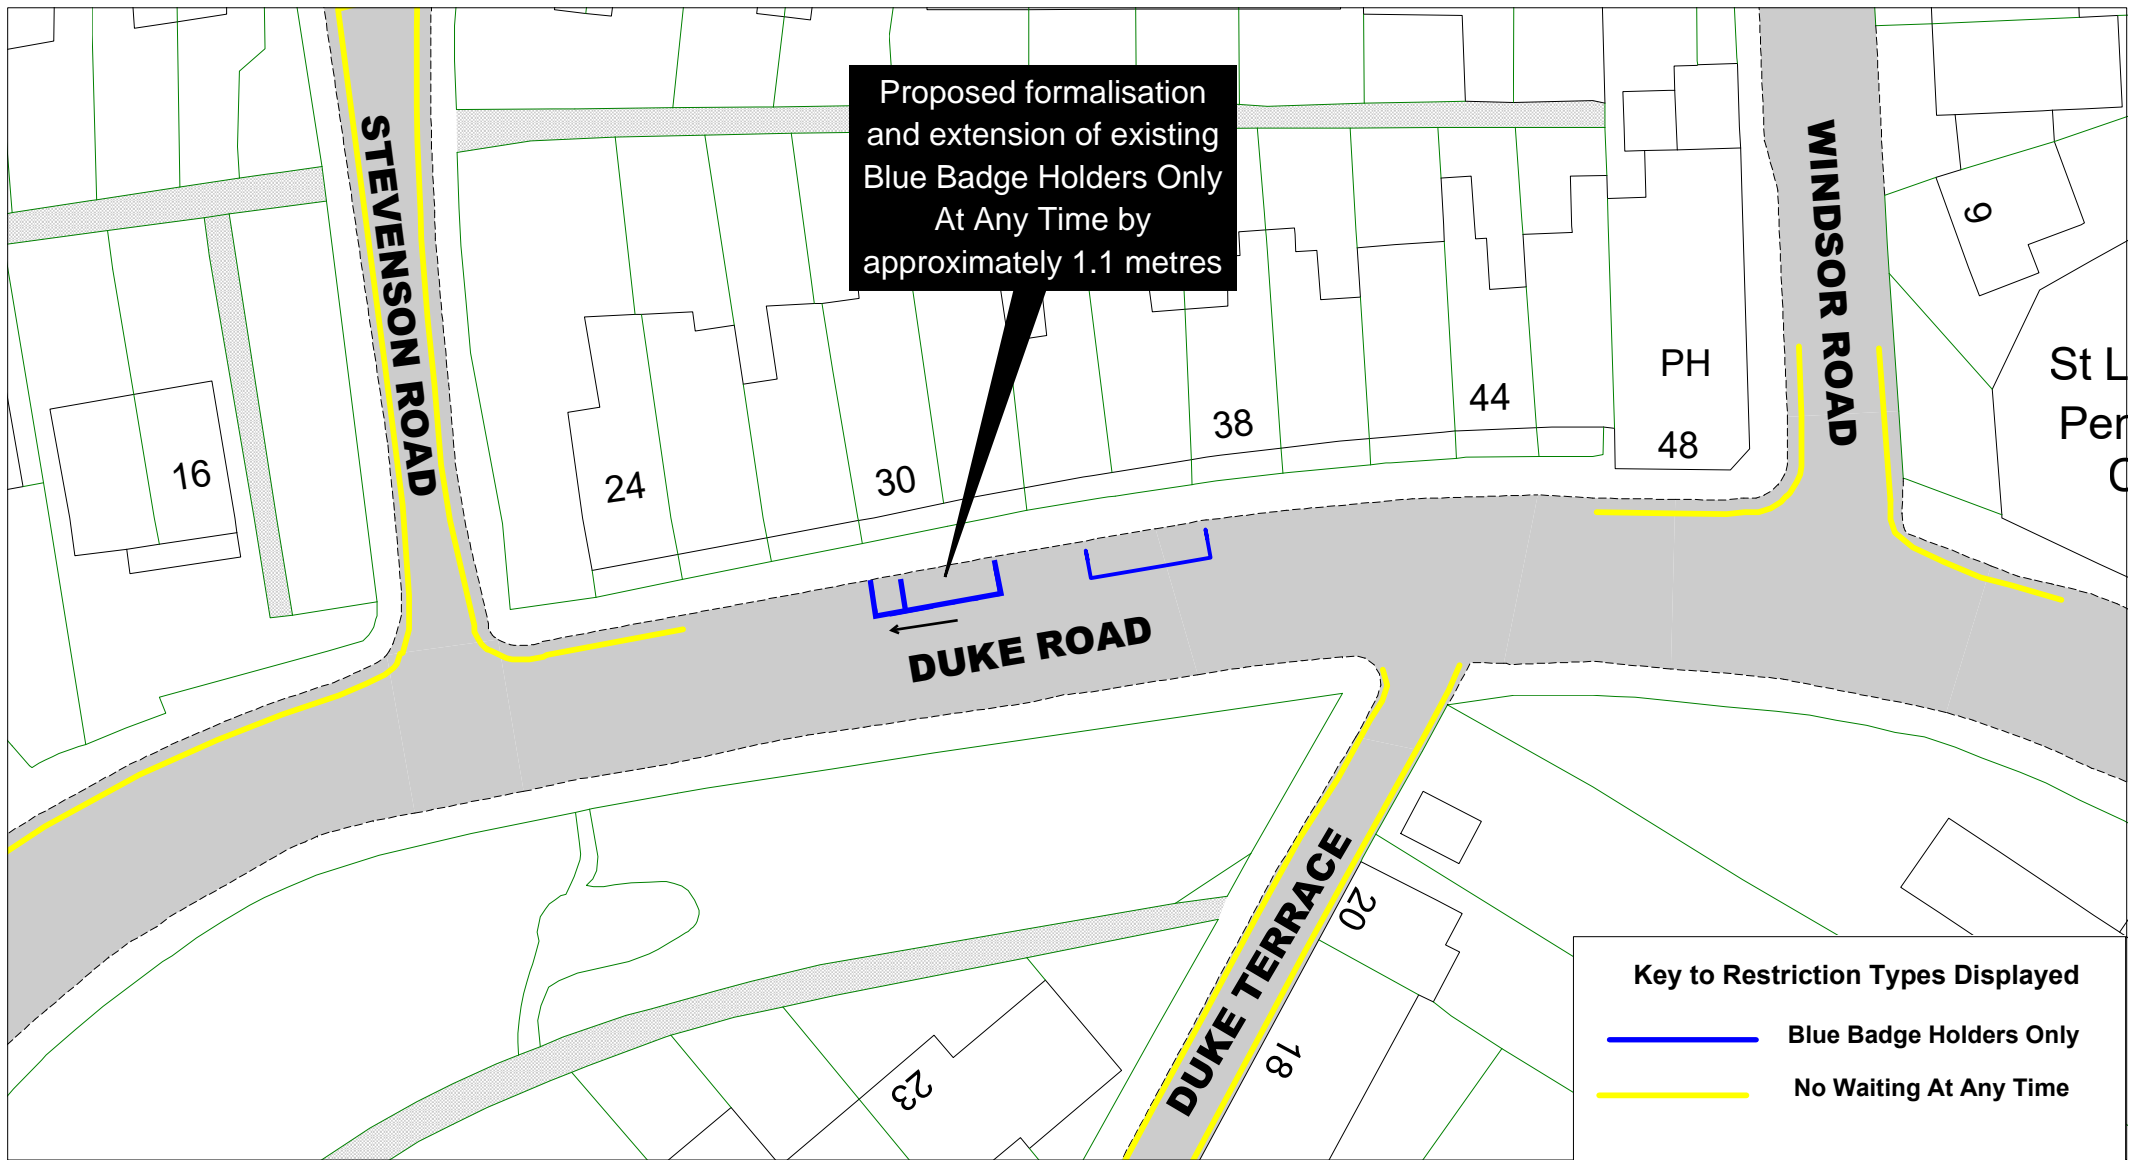 Proposed formalisation
and extension of existing
Blue Badge Holders Only
At Any Time by
approximately 1.1 metres
STEVENSON ROAD
WINDSOR ROAD
9
St L
Per
PH
16
24
30
38
44
48
DUKE ROAD
DUKE TERRACE
20
18
23
Key to Restriction Types Displayed
Blue Badge Holders Only
No Waiting At Any Time